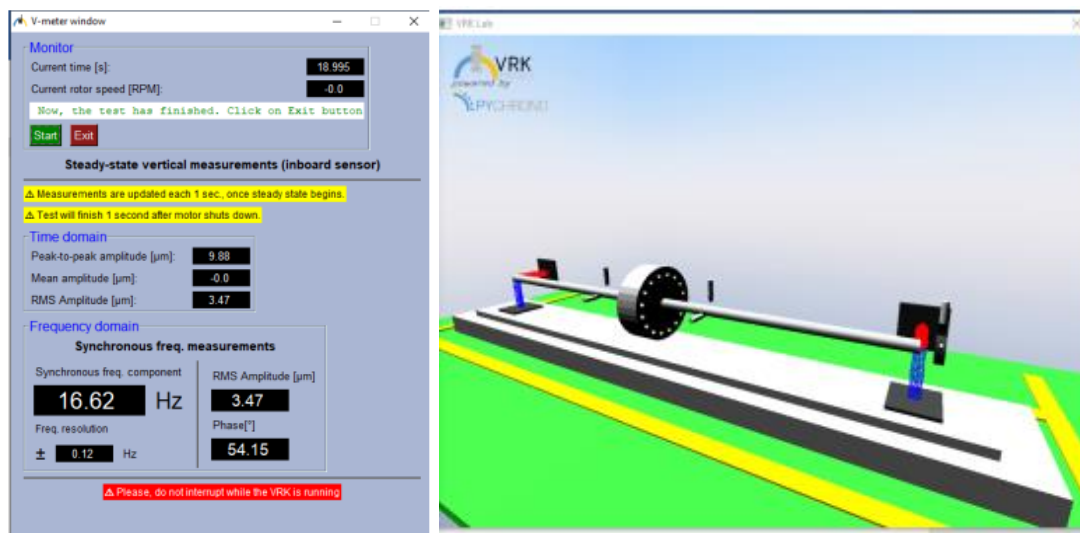 V-meter window
Monitor
Current time [s]: 18.995
Current rotor speed [RPM]: -0.0
Now, the test has finished. Click on Exit button
Start Exit
Steady-state vertical measurements (inboard sensor)
⚠ Measurements are updated each 1 sec., once steady state begins.
⚠ Test will finish 1 second after motor shuts down.
Time domain
Peak-to-peak amplitude [µm]: 9.88
Mean amplitude [µm]: -0.0
RMS Amplitude [µm]: 3.47
Frequency domain
Synchronous freq. measurements
Synchronous freq. component
16.62 Hz
Freq. resolution
± 0.12 Hz
RMS Amplitude [µm]
3.47
Phase[°]
54.15
⚠ Please, do not interrupt while the VRK is running
VRK Lab
VRK
powered by
PYCHRONO